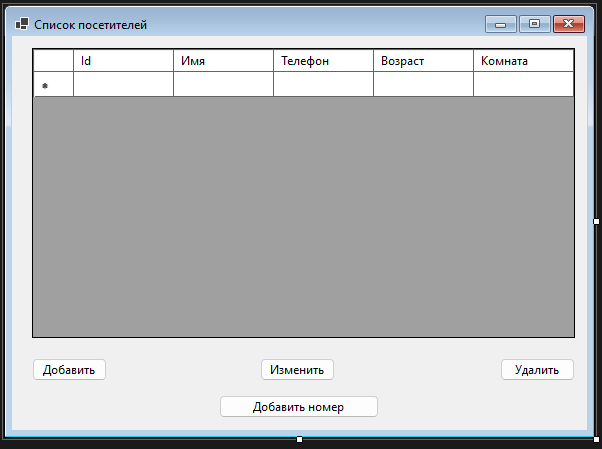 Список посетителей
Id Имя Телефон Возраст Комната
*
Добавить Изменить Удалить
Добавить номер